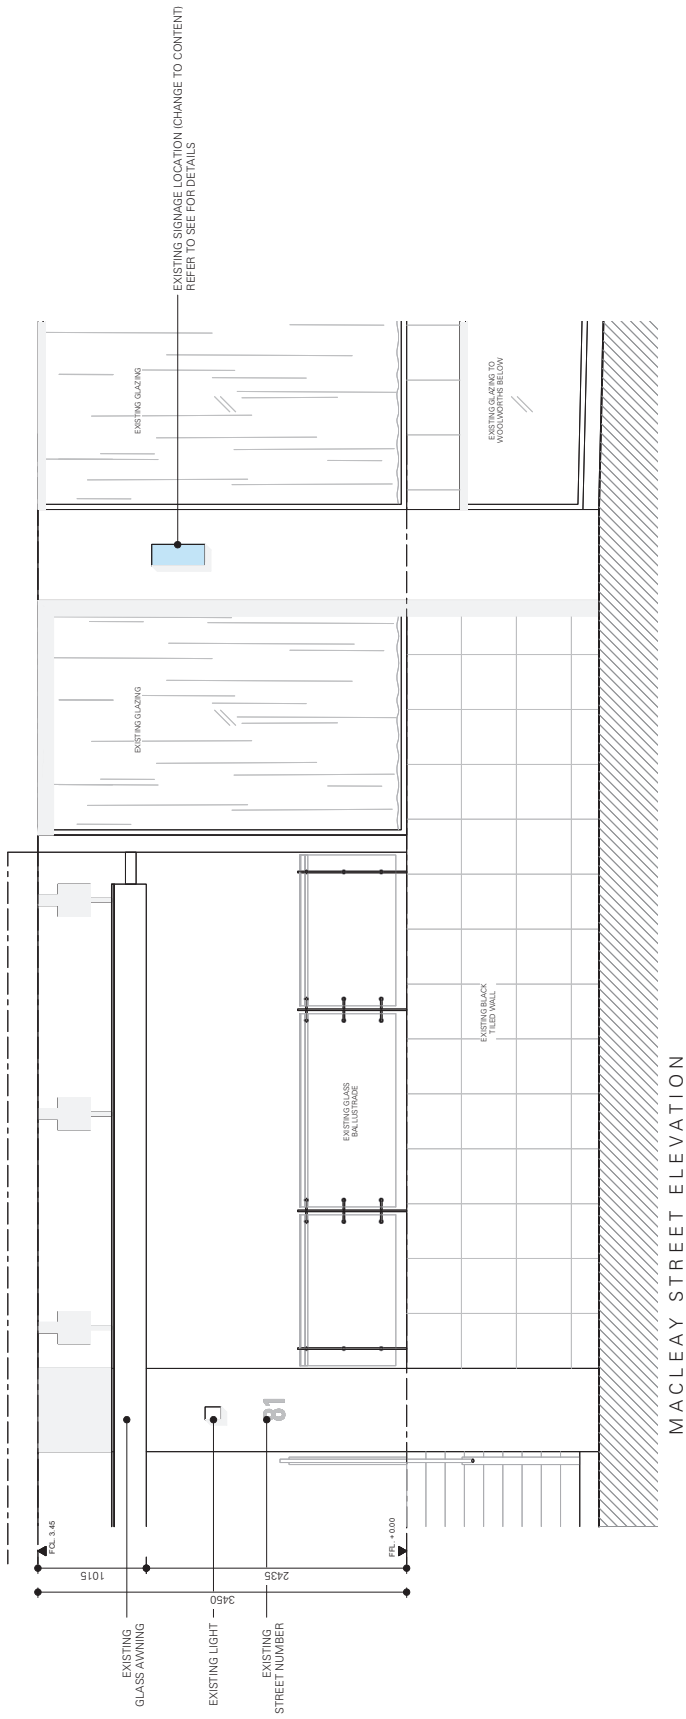 EXISTING SIGNAGE LOCATION (CHANGE TO CONTENT)
REFER TO SEE FOR DETAILS
EXISTING GLAZING
EXISTING GLAZING TO
WOOLWORTHS BELOW
EXISTING GLAZING
EXISTING BLACK
TILED WALL
EXISTING GLASS
BALLUSTRADE
81
FCL 3.45
FFL +0.00
1015
2435
3450
EXISTING
GLASS AWNING
EXISTING LIGHT
EXISTING
STREET NUMBER
MACLEAY STREET ELEVATION